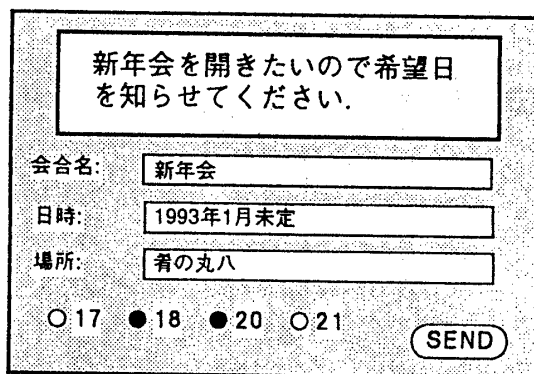 新年会を開きたいので希望日
を知らせてください.
会合名: 新年会
日時: 1993年1月未定
場所: 肴の丸八
○17 ●18 ●20 ○21
SEND